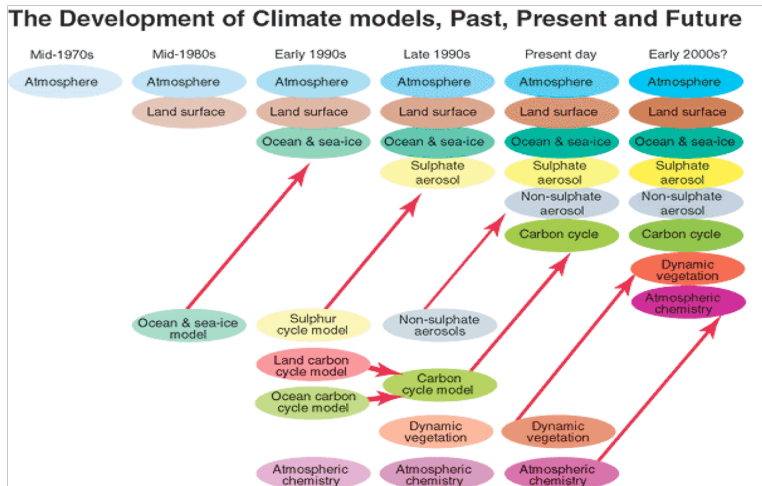 The Development of Climate models, Past, Present and Future
Mid-1970s
Mid-1980s
Early 1990s
Late 1990s
Present day
Early 2000s?
Atmosphere
Atmosphere
Atmosphere
Atmosphere
Atmosphere
Atmosphere
Land surface
Land surface
Land surface
Land surface
Land surface
Ocean & sea-ice
Ocean & sea-ice
Ocean & sea-ice
Ocean & sea-ice
Sulphate
aerosol
Sulphate
aerosol
Sulphate
aerosol
Non-sulphate
aerosol
Non-sulphate
aerosol
Carbon cycle
Carbon cycle
Dynamic
vegetation
Atmospheric
chemistry
Ocean & sea-ice
model
Sulphur
cycle model
Non-sulphate
aerosols
Land carbon
cycle model
Carbon
cycle model
Ocean carbon
cycle model
Dynamic
vegetation
Dynamic
vegetation
Atmospheric
chemistry
Atmospheric
chemistry
Atmospheric
chemistry